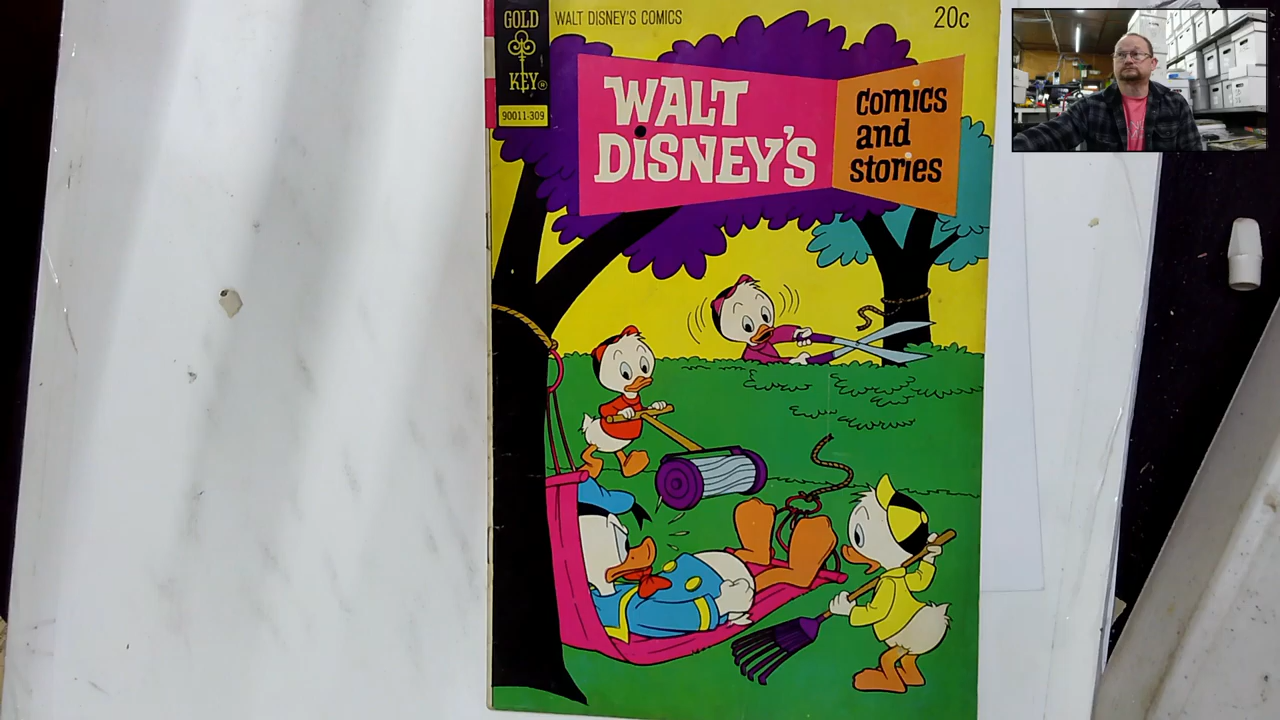 GOLD
KEY®
90011-309
WALT DISNEY'S COMICS
20c
WALT
DISNEY'S
COMICS
and
stories